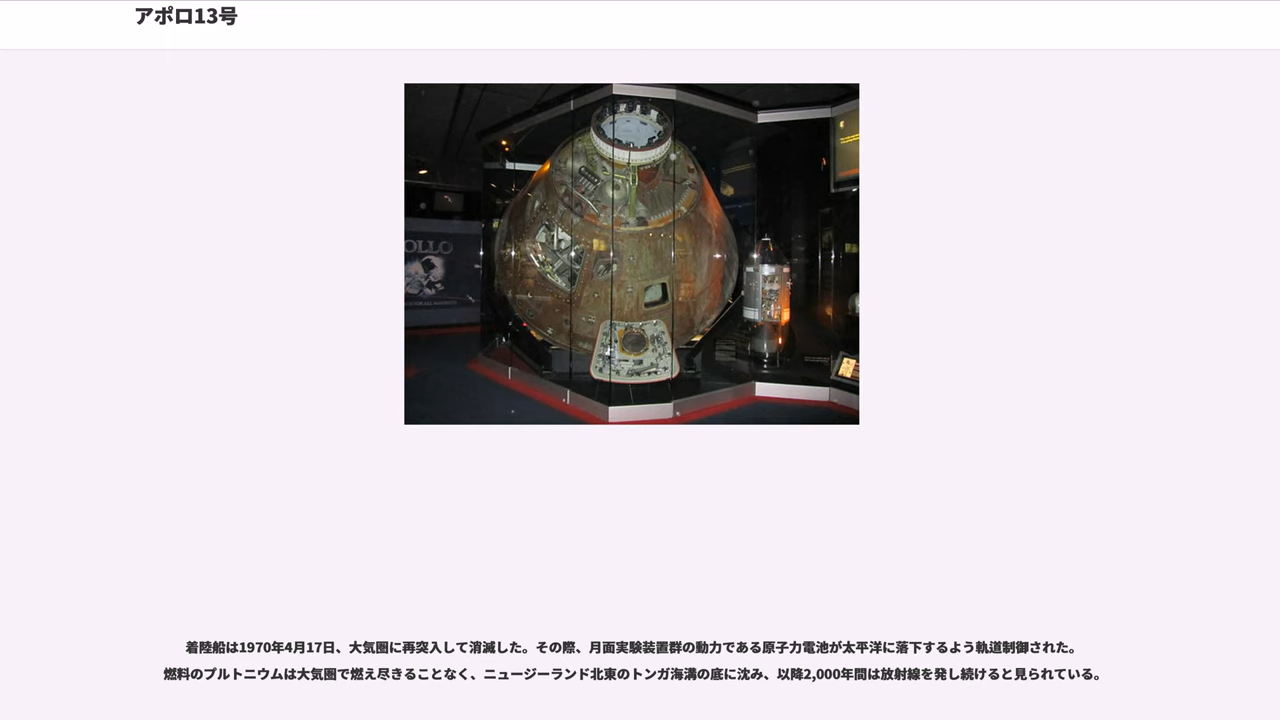 アポロ13号
OLLO
着陸船は1970年4月17日、大気圏に再突入して消滅した。その際、月面実験装置群の動力である原子力電池が太平洋に落下するよう軌道制御された。
燃料のプルトニウムは大気圏で燃え尽きることなく、ニュージーランド北東のトンガ海溝の底に沈み、以降2,000年間は放射線を発し続けると見られている。